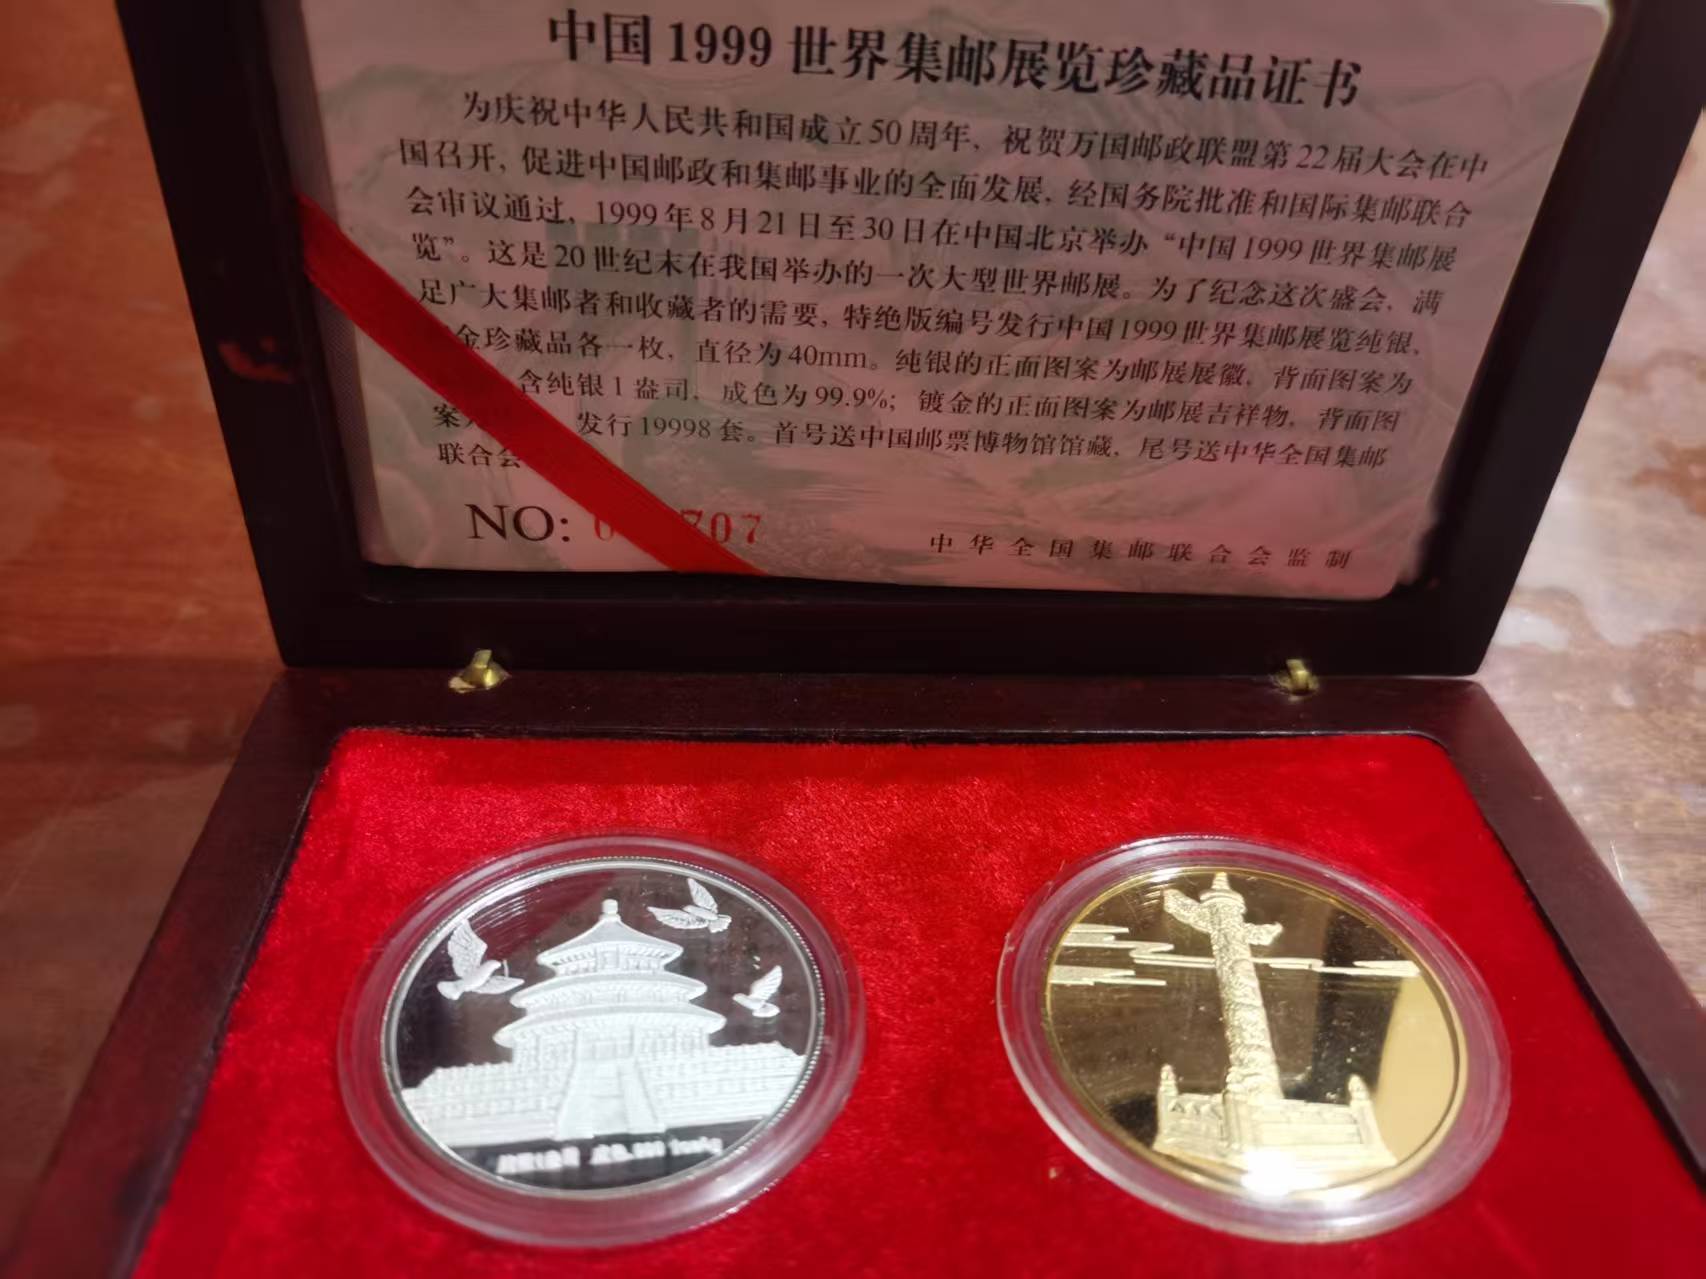 中国1999世界集邮展览珍藏品证书
为庆祝中华人民共和国成立50周年，祝贺万国邮政联盟第22届大会在中
国召开，促进中国邮政和集邮事业的全面发展，经国务院批准和国际集邮联合
会审议通过，1999年8月21日至30日在中国北京举办“中国1999世界集邮展
览”。这是20世纪末在我国举办的一次大型世界邮展。为了纪念这次盛会，满
足广大集邮者和收藏者的需要，特绝版编号发行中国1999世界集邮展览纯银，
金珍藏品各一枚，直径为40mm。纯银的正面图案为邮展展徽，背面图案为
含纯银1盎司，成色为99.9%；镀金的正面图案为邮展吉祥物，背面图
案 发行19998套。首号送中国邮票博物馆馆藏，尾号送中华全国集邮
联合会
NO: 0 707
中华全国集邮联合会监制
.999